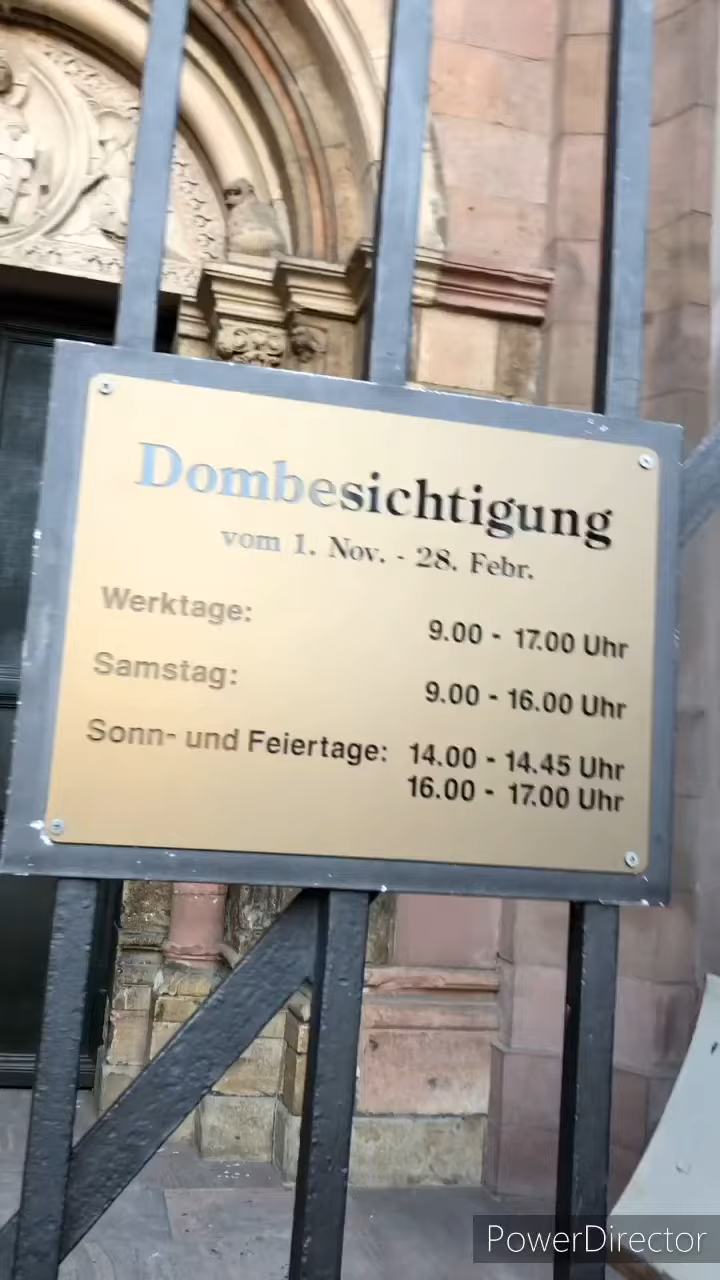 Dombesichtigung
vom 1. Nov. - 28. Febr.
Werktage: 9.00 - 17.00 Uhr
Samstag: 9.00 - 16.00 Uhr
Sonn- und Feiertage: 14.00 - 14.45 Uhr
16.00 - 17.00 Uhr
PowerDirector